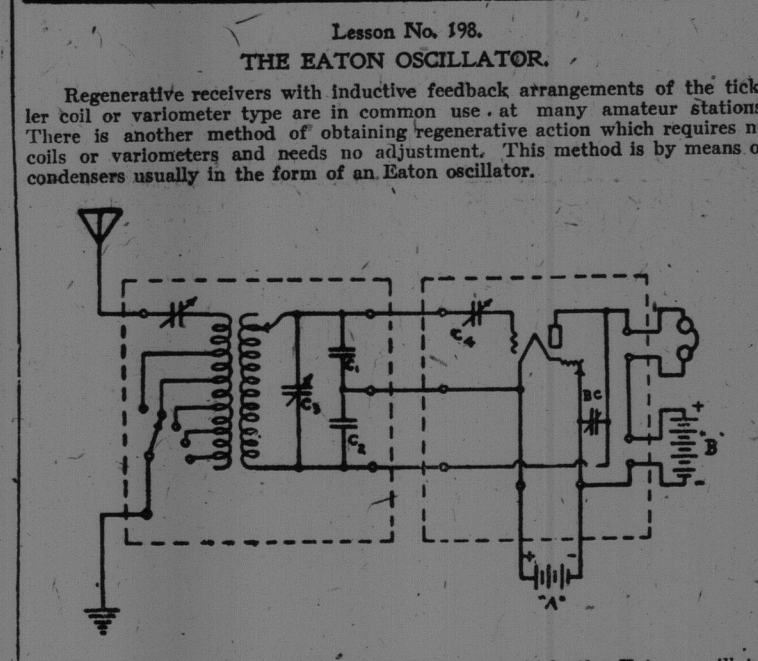 Lesson No. 198.
THE EATON OSCILLATOR.
Regenerative receivers with inductive feedback arrangements of the tick
ler coil or variometer type are in common use . at many amateur stations
There is another method of obtaining regenerative action which requires n
coils or variometers and needs no adjustment. This method is by means o
condensers usually in the form of an Eaton oscillator.
C4
C1
C3
BC
C2
+
"B"
-
+ -
"A"